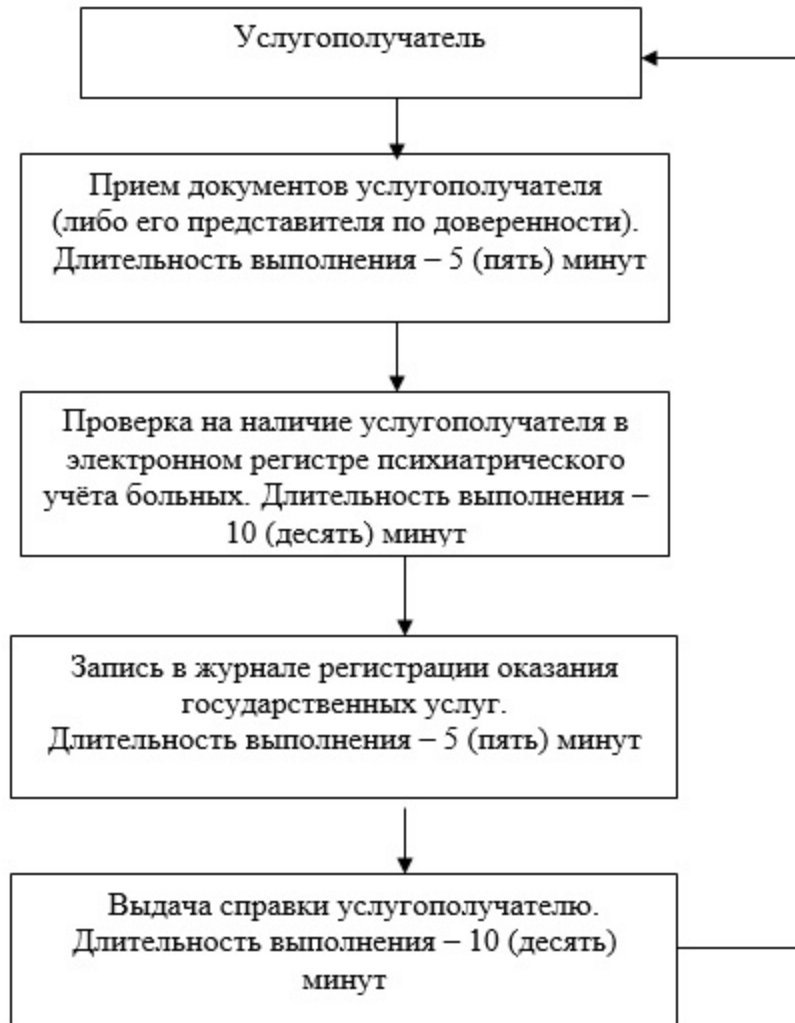 Услугополучатель
Прием документов услугополучателя
(либо его представителя по доверенности).
Длительность выполнения – 5 (пять) минут
Проверка на наличие услугополучателя в
электронном регистре психиатрического
учёта больных. Длительность выполнения –
10 (десять) минут
Запись в журнале регистрации оказания
государственных услуг.
Длительность выполнения – 5 (пять) минут
Выдача справки услугополучателю.
Длительность выполнения – 10 (десять)
минут